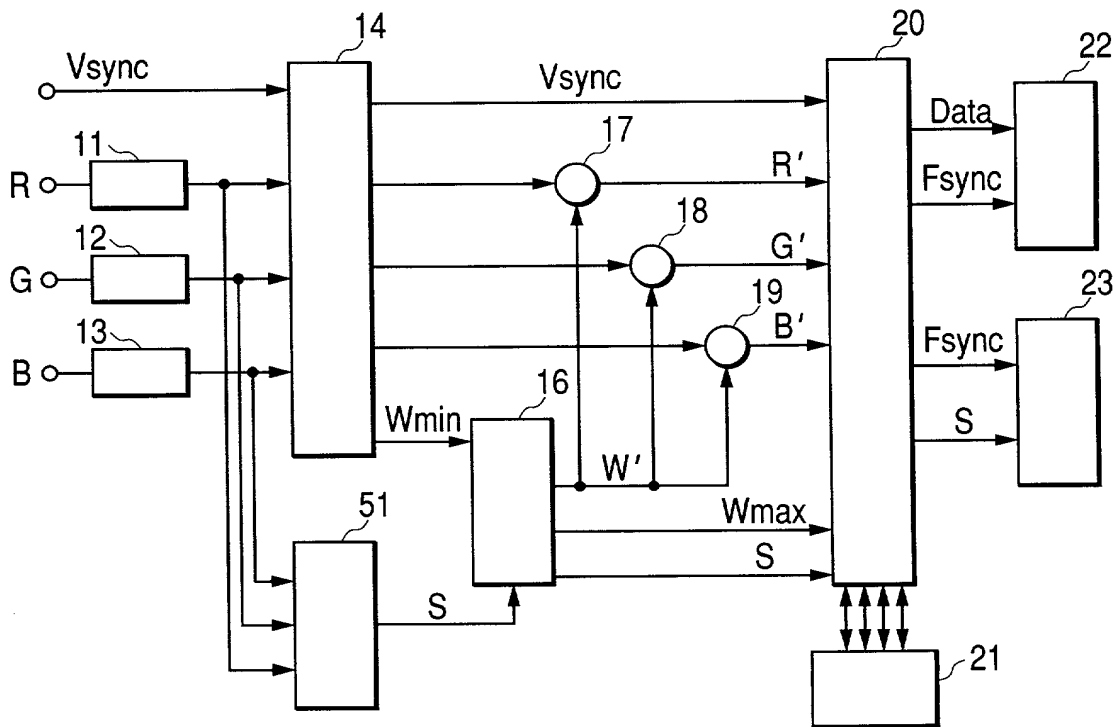 14
20
22
Vsync
Vsync
Data
11
17
R
R′
Fsync
12
18
G
G′
13
19
23
B
B′
Fsync
16
Wmin
S
W′
51
Wmax
S
S
21